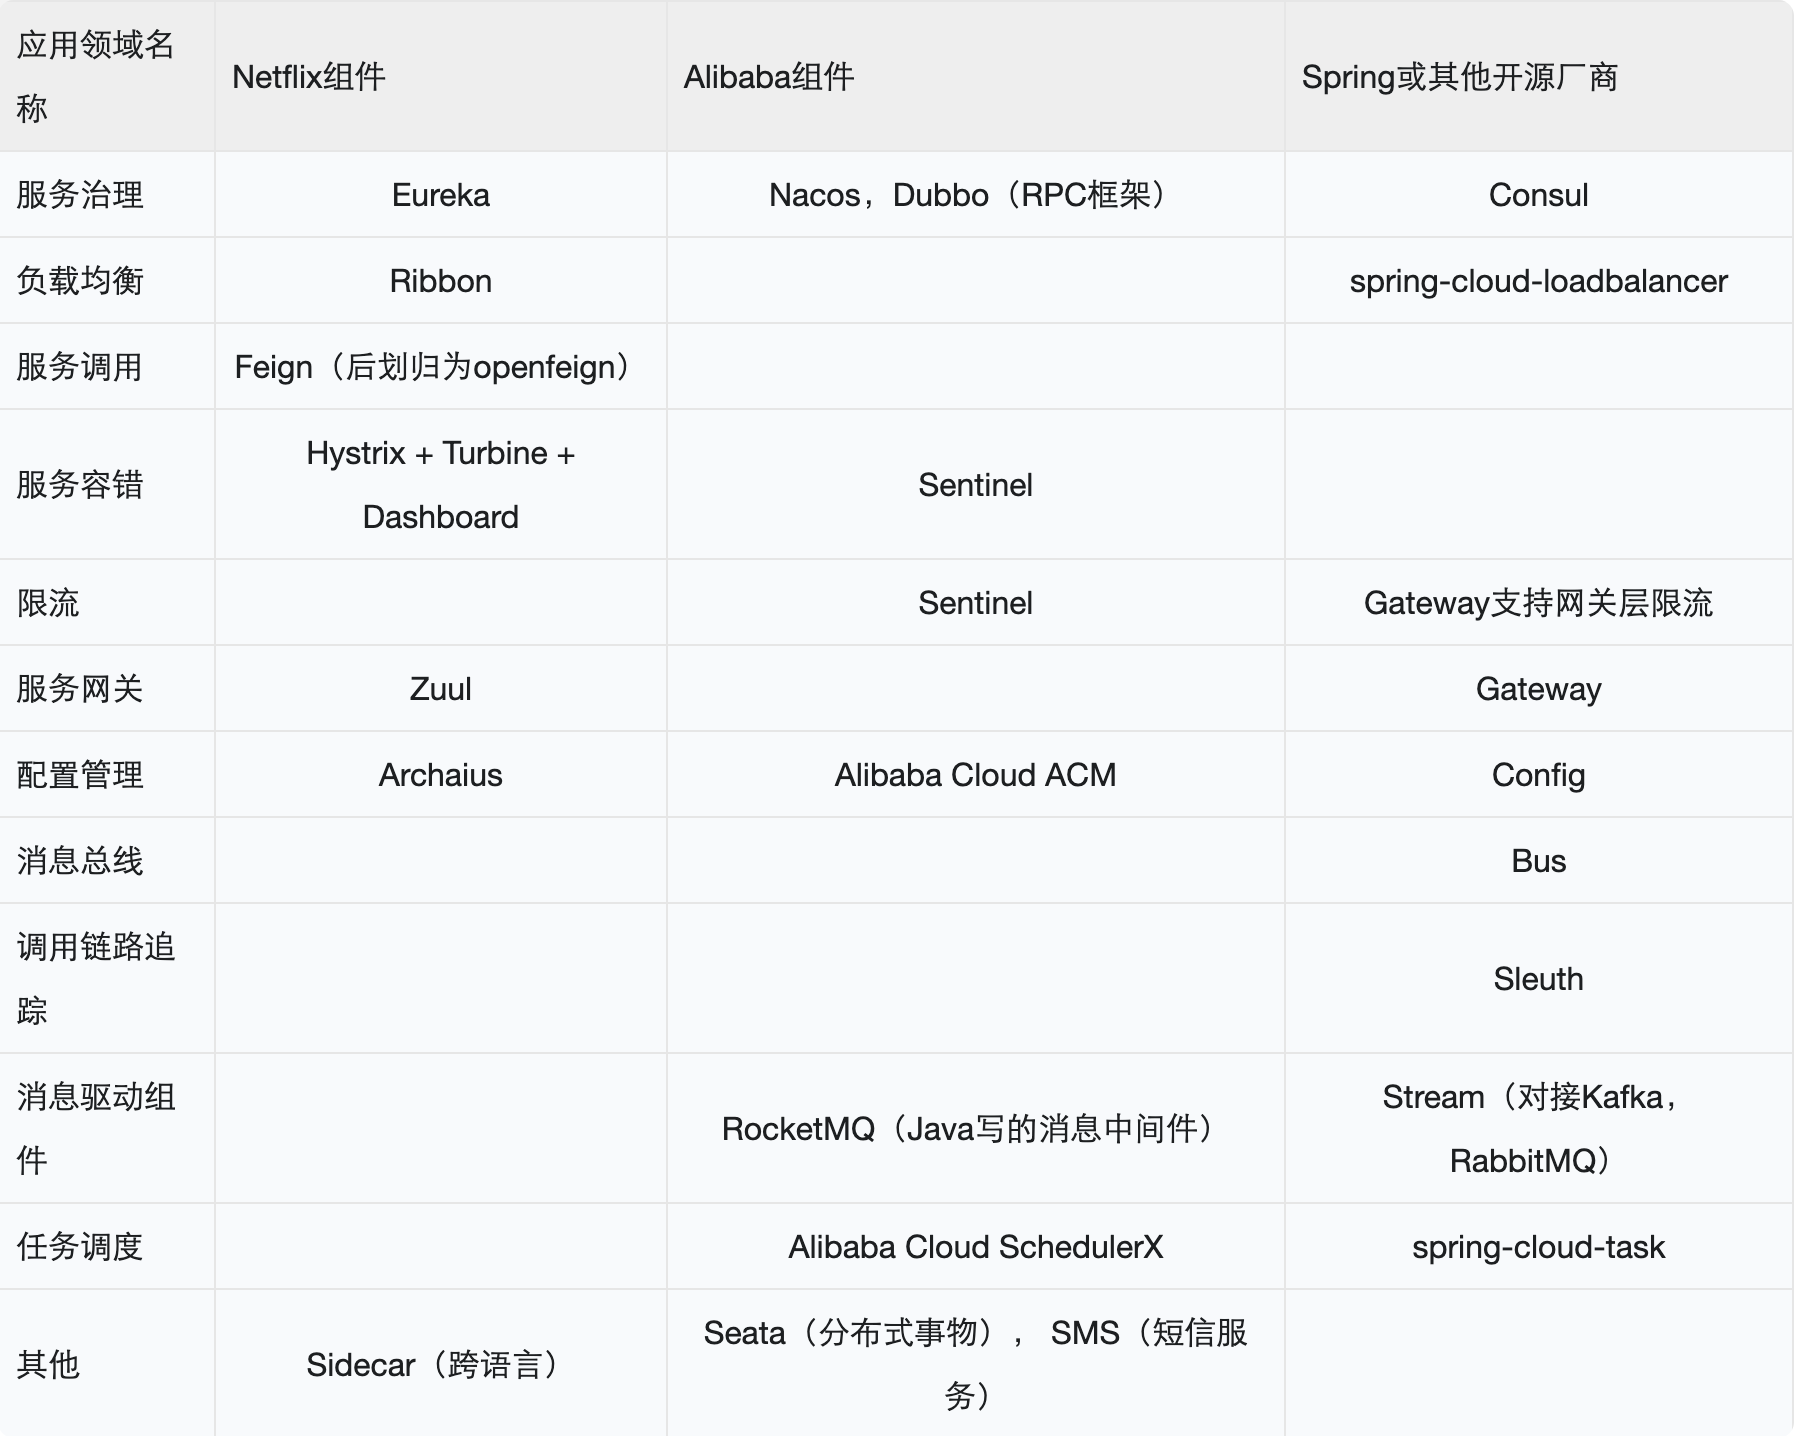 应用领域名
称
Netflix组件
Alibaba组件
Spring或其他开源厂商
服务治理
Eureka
Nacos，Dubbo（RPC框架）
Consul
负载均衡
Ribbon
spring-cloud-loadbalancer
服务调用
Feign（后划归为openfeign）
服务容错
Hystrix + Turbine +
Dashboard
Sentinel
限流
Sentinel
Gateway支持网关层限流
服务网关
Zuul
Gateway
配置管理
Archaius
Alibaba Cloud ACM
Config
消息总线
Bus
调用链路追
踪
Sleuth
消息驱动组
件
RocketMQ（Java写的消息中间件）
Stream（对接Kafka，
RabbitMQ）
任务调度
Alibaba Cloud SchedulerX
spring-cloud-task
其他
Sidecar（跨语言）
Seata（分布式事物）， SMS（短信服
务）